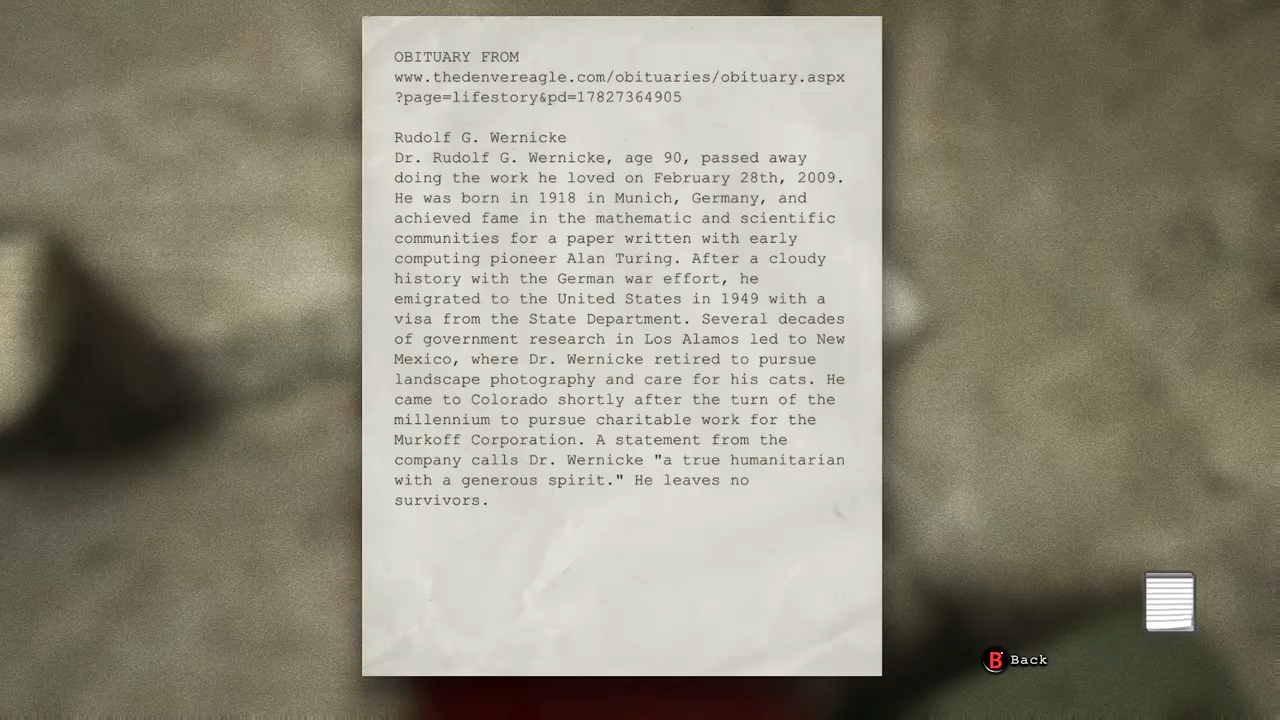 OBITUARY FROM
www.thedenvereagle.com/obituaries/obituary.aspx
?page=lifestory&pd=17827364905
Rudolf G. Wernicke
Dr. Rudolf G. Wernicke, age 90, passed away
doing the work he loved on February 28th, 2009.
He was born in 1918 in Munich, Germany, and
achieved fame in the mathematic and scientific
communities for a paper written with early
computing pioneer Alan Turing. After a cloudy
history with the German war effort, he
emigrated to the United States in 1949 with a
visa from the State Department. Several decades
of government research in Los Alamos led to New
Mexico, where Dr. Wernicke retired to pursue
landscape photography and care for his cats. He
came to Colorado shortly after the turn of the
millennium to pursue charitable work for the
Murkoff Corporation. A statement from the
company calls Dr. Wernicke "a true humanitarian
with a generous spirit." He leaves no
survivors.
B Back